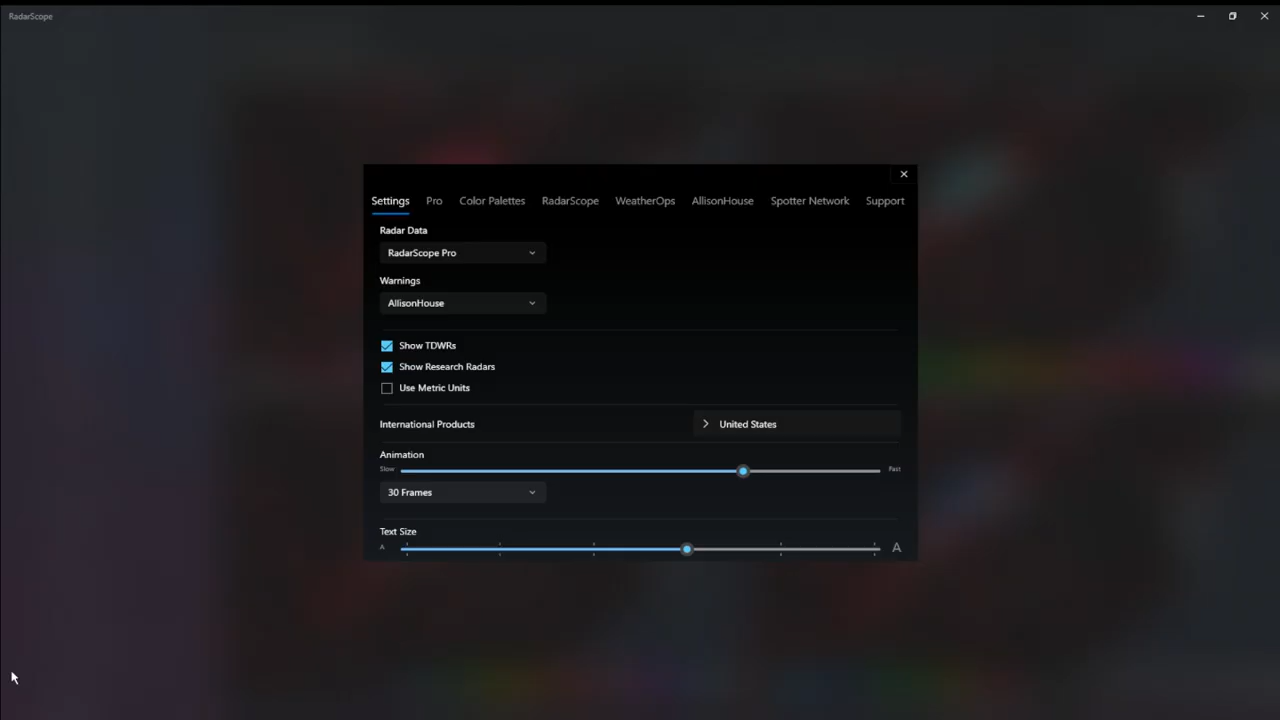 RadarScope
Settings Pro Color Palettes RadarScope WeatherOps AllisonHouse Spotter Network Support
Radar Data
RadarScope Pro
Warnings
AllisonHouse
Show TDWRs
Show Research Radars
Use Metric Units
International Products United States
Animation
Slow Fast
30 Frames
Text Size
A A